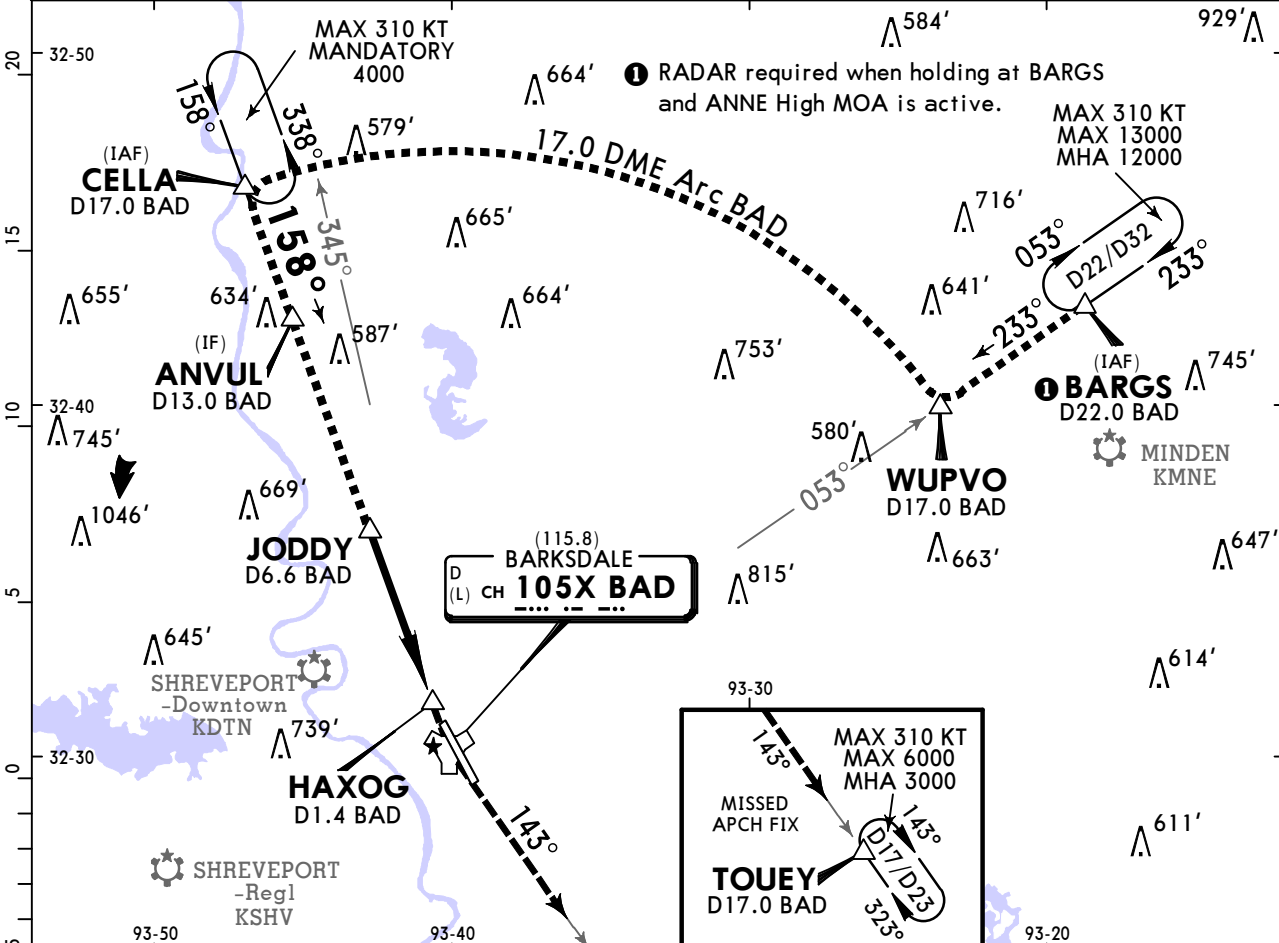 20
32-50
MAX 310 KT
MANDATORY
4000
158°
338°
664'
584'
929'
❶ RADAR required when holding at BARGS
and ANNE High MOA is active.
579'
17.0 DME Arc BAD
MAX 310 KT
MAX 13000
MHA 12000
(IAF)
CELLA
D17.0 BAD
158°
345°
665'
716'
053°
D22/D32
233°
15
655'
634'
664'
641'
233°
587'
(IF)
ANVUL
D13.0 BAD
753'
(IAF)
❶ BARGS
D22.0 BAD
745'
10
32-40
745'
580'
053°
WUPVO
D17.0 BAD
MINDEN
KMNE
1046'
669'
JODDY
D6.6 BAD
(115.8)
BARKSDALE
D
(L) CH 105X BAD
663'
647'
815'
5
645'
SHREVEPORT
-Downtown
KDTN
614'
739'
0
32-30
HAXOG
D1.4 BAD
143°
93-30
143°
MAX 310 KT
MAX 6000
MHA 3000
MISSED
APCH FIX
143°
D17/D23
323°
TOUEY
D17.0 BAD
611'
SHREVEPORT
-Regl
KSHV
93-50
93-40
93-20